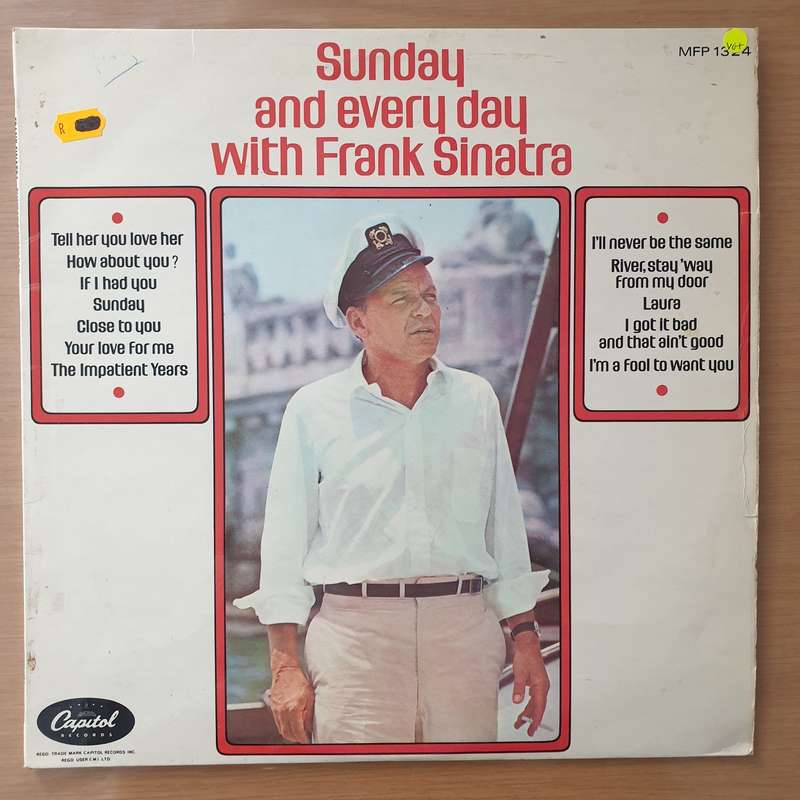 MFP 1324
VG+
Sunday
and every day
with Frank Sinatra
R
Tell her you love her
How about you?
If I had you
Sunday
Close to you
Your love for me
The Impatient Years
I'll never be the same
River, stay 'way
from my door
Laura
I got it bad
and that ain't good
I'm a fool to want you
Capitol
RECORDS
REGD. TRADE MARK CAPITOL RECORDS INC.
REGD. USER E.M.I. LTD.